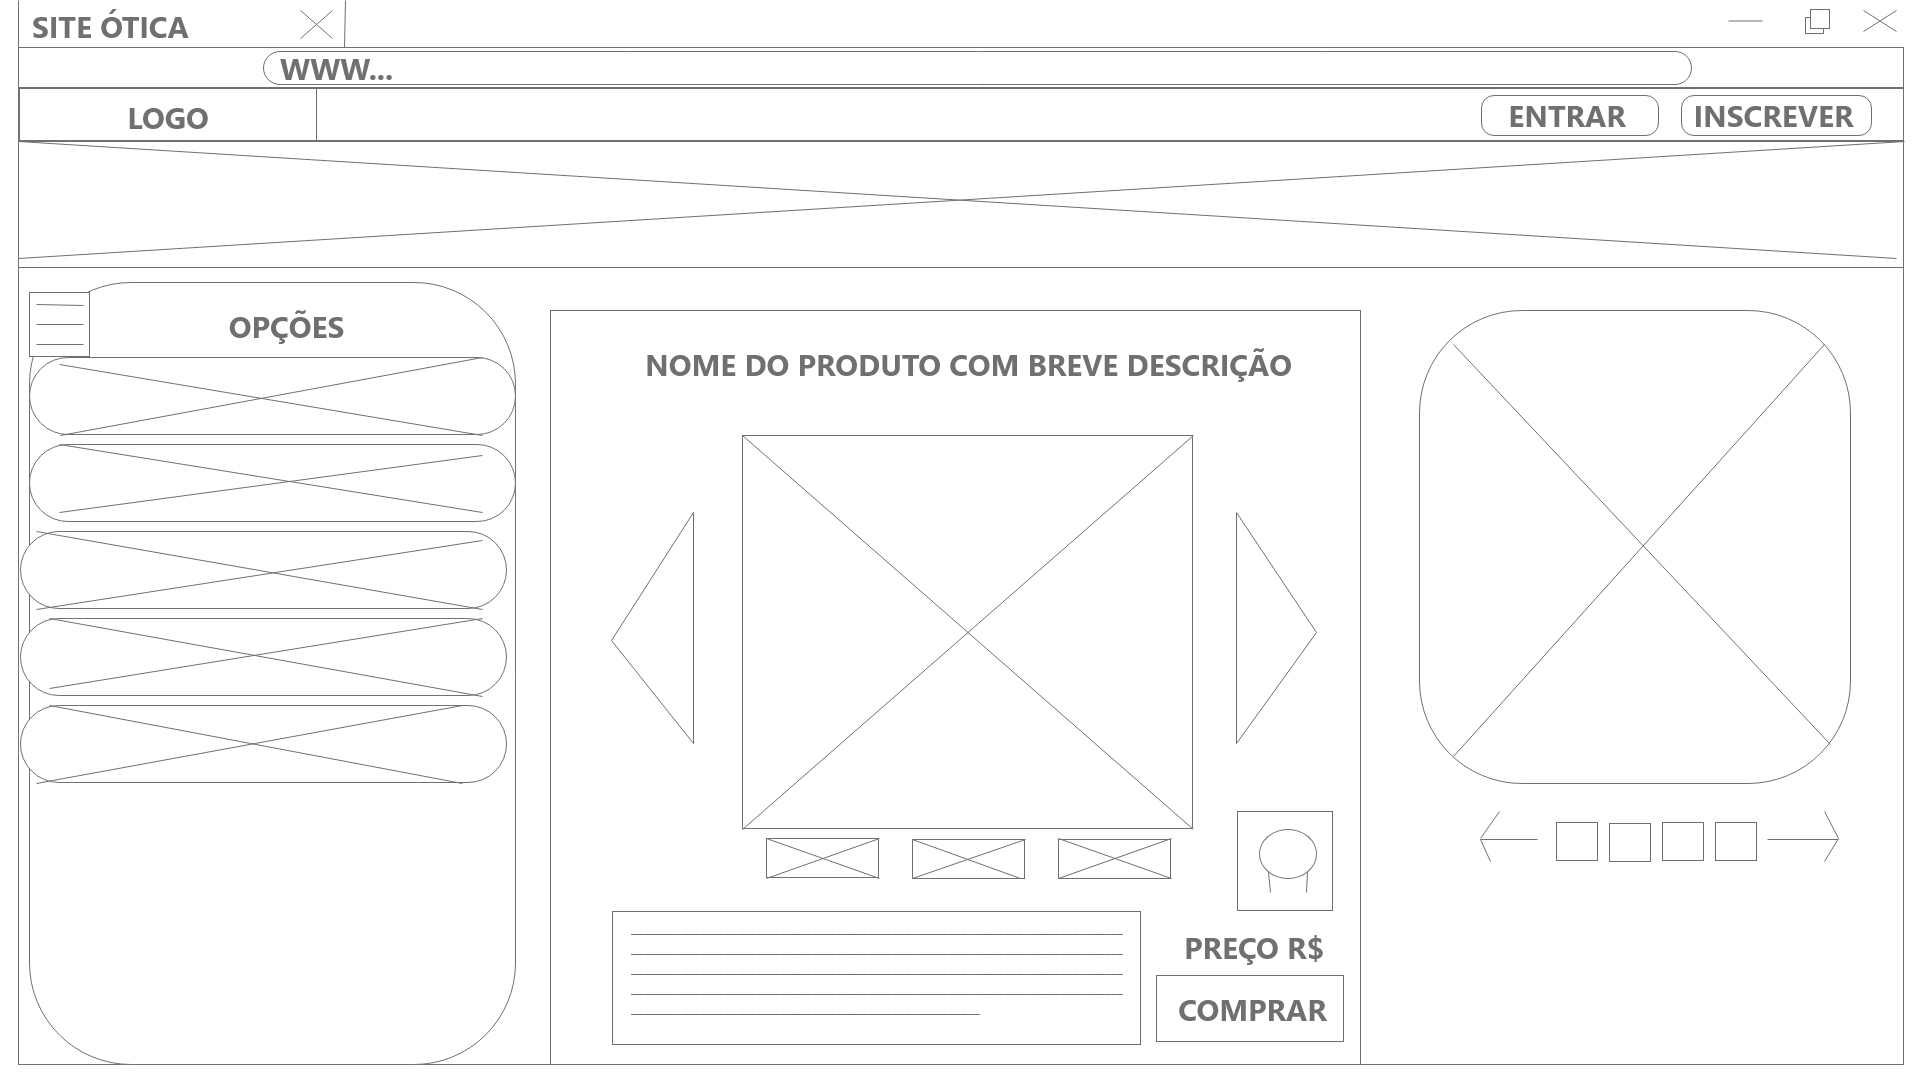 SITE ÓTICA
WWW...
LOGO
ENTRAR
INSCREVER
OPÇÕES
NOME DO PRODUTO COM BREVE DESCRIÇÃO
PREÇO R$
COMPRAR